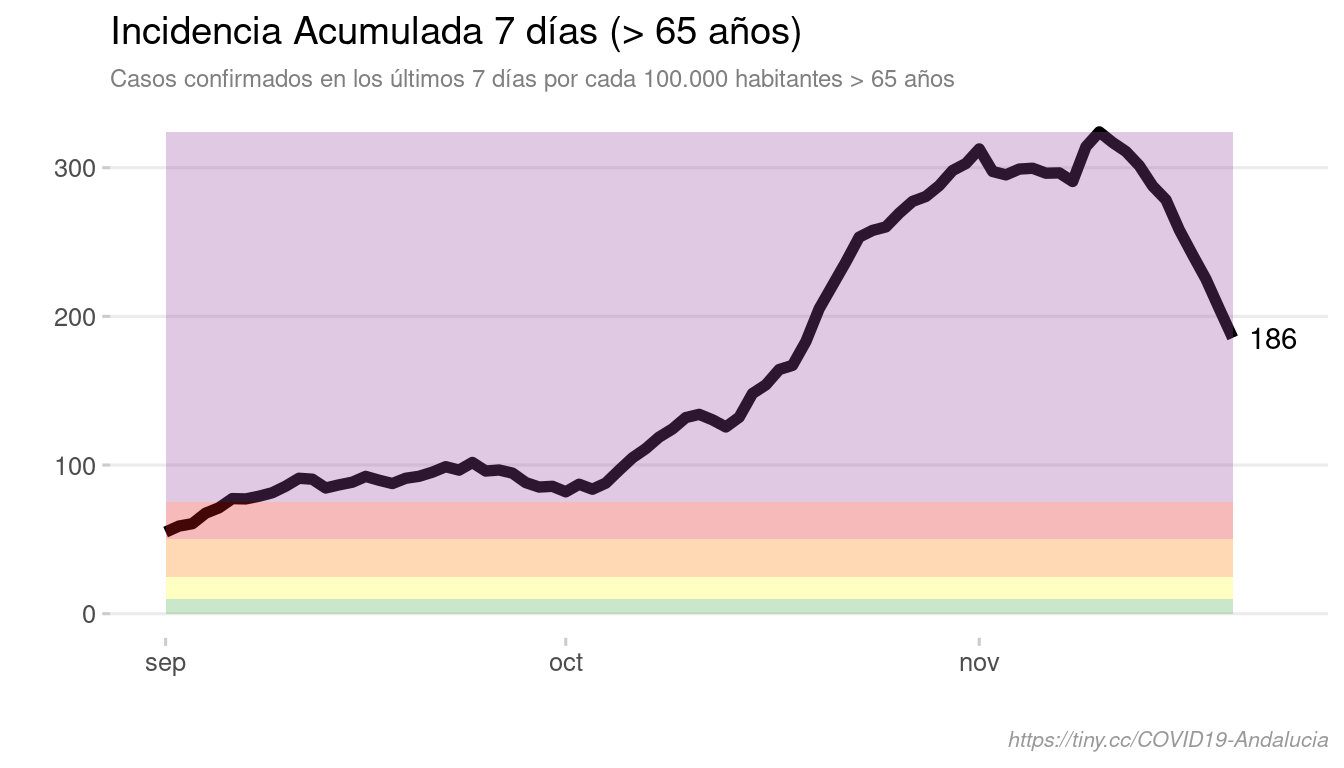 Incidencia Acumulada 7 días (> 65 años)
Casos confirmados en los últimos 7 días por cada 100.000 habitantes > 65 años
300
200
186
100
0
sep oct nov
https://tiny.cc/COVID19-Andalucia